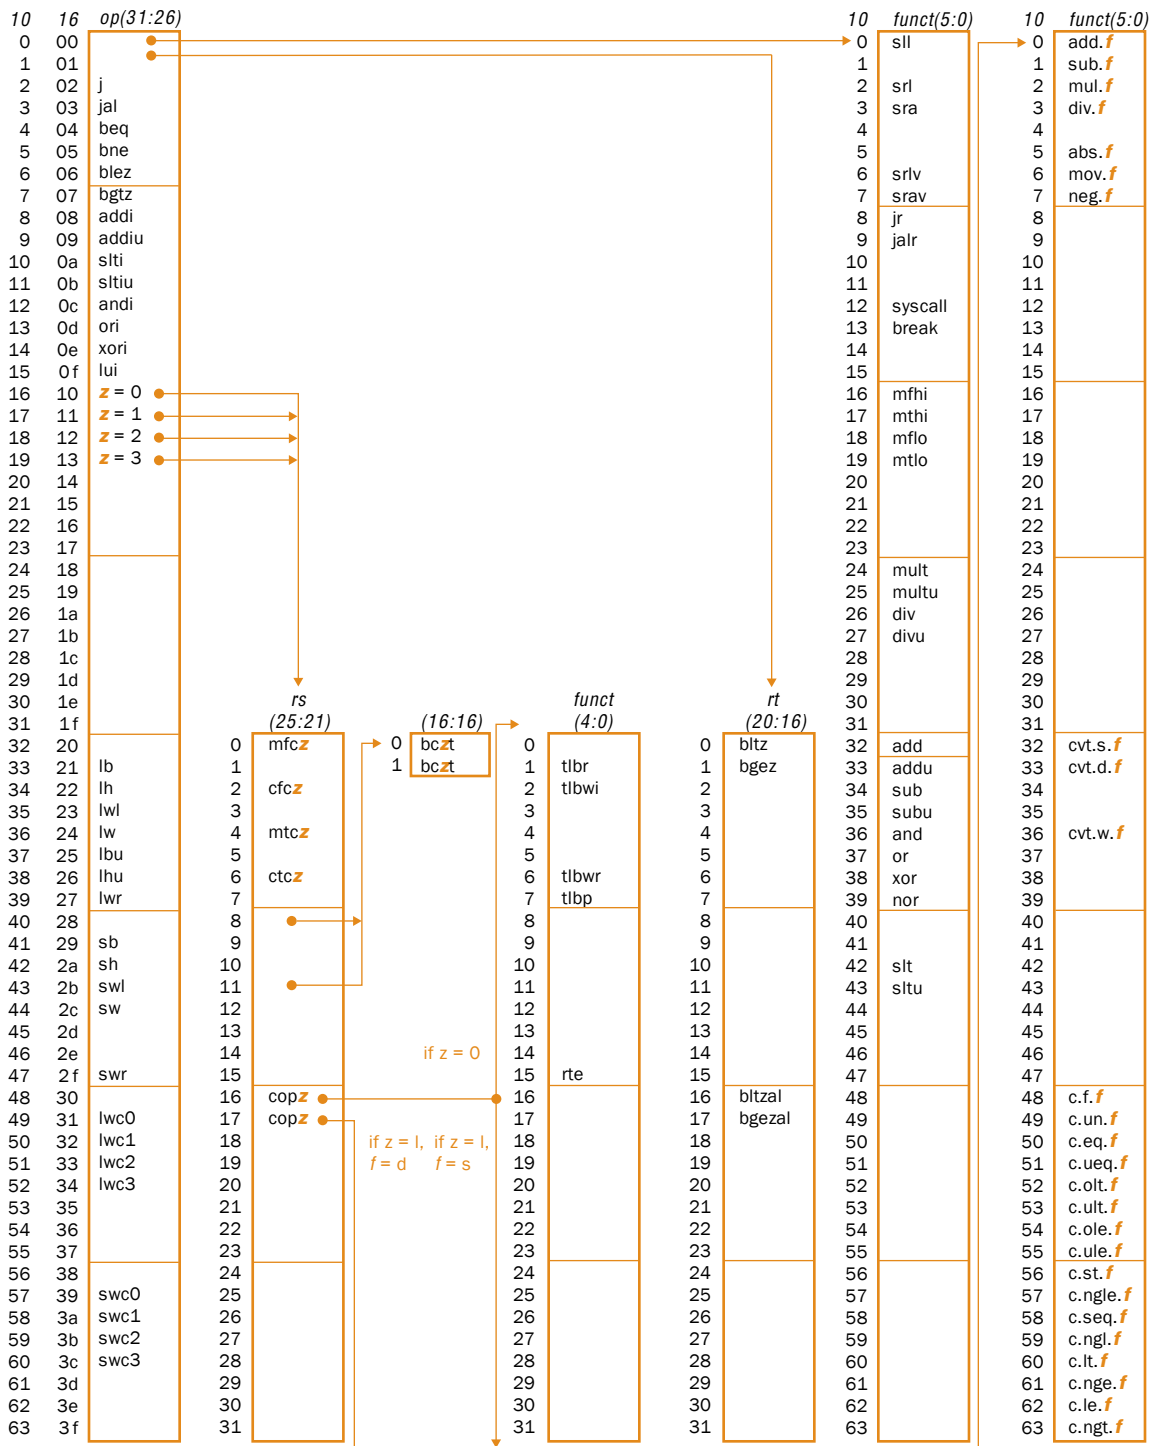 10 16 op(31:26) 10 funct(5:0) 10 funct(5:0)
0 00 0 sll 0 add.f
1 01 1 1 sub.f
2 02 j 2 srl 2 mul.f
3 03 jal 3 sra 3 div.f
4 04 beq 4 4
5 05 bne 5 5 abs.f
6 06 blez 6 srlv 6 mov.f
7 07 bgtz 7 srav 7 neg.f
8 08 addi 8 jr 8
9 09 addiu 9 jalr 9
10 0a slti 10 10
11 0b sltiu 11 11
12 0c andi 12 syscall 12
13 0d ori 13 break 13
14 0e xori 14 14
15 0f lui 15 15
16 10 z = 0 16 mfhi 16
17 11 z = 1 17 mthi 17
18 12 z = 2 18 mflo 18
19 13 z = 3 19 mtlo 19
20 14 20 20
21 15 21 21
22 16 22 22
23 17 23 23
24 18 24 mult 24
25 19 25 multu 25
26 1a 26 div 26
27 1b 27 divu 27
28 1c 28 28
29 1d 29 29
30 1e rs funct rt 30 30
31 1f (25:21) (16:16) (4:0) (20:16) 31 31
32 20 0 mfcz 0 bczt 0 0 bltz 32 add 32 cvt.s.f
33 21 lb 1 1 bczt 1 tlbr 1 bgez 33 addu 33 cvt.d.f
34 22 lh 2 cfcz 2 tlbwi 2 34 sub 34
35 23 lwl 3 3 3 35 subu 35
36 24 lw 4 mtcz 4 4 36 and 36 cvt.w.f
37 25 lbu 5 5 5 37 or 37
38 26 lhu 6 ctcz 6 tlbwr 6 38 xor 38
39 27 lwr 7 7 tlbp 7 39 nor 39
40 28 8 8 8 40 40
41 29 sb 9 9 9 41 41
42 2a sh 10 10 10 42 slt 42
43 2b swl 11 11 11 43 sltu 43
44 2c sw 12 12 12 44 44
45 2d 13 13 13 45 45
46 2e 14 if z = 0 14 14 46 46
47 2f swr 15 15 rte 15 47 47
48 30 16 copz 16 16 bltzal 48 48 c.f.f
49 31 lwc0 17 copz 17 17 bgezal 49 49 c.un.f
50 32 lwc1 18 if z = l, if z = l, 18 18 50 50 c.eq.f
51 33 lwc2 19 f = d f = s 19 19 51 51 c.ueq.f
52 34 lwc3 20 20 20 52 52 c.olt.f
53 35 21 21 21 53 53 c.ult.f
54 36 22 22 22 54 54 c.ole.f
55 37 23 23 23 55 55 c.ule.f
56 38 24 24 24 56 56 c.st.f
57 39 swc0 25 25 25 57 57 c.ngle.f
58 3a swc1 26 26 26 58 58 c.seq.f
59 3b swc2 27 27 27 59 59 c.ngl.f
60 3c swc3 28 28 28 60 60 c.lt.f
61 3d 29 29 29 61 61 c.nge.f
62 3e 30 30 30 62 62 c.le.f
63 3f 31 31 31 63 63 c.ngt.f